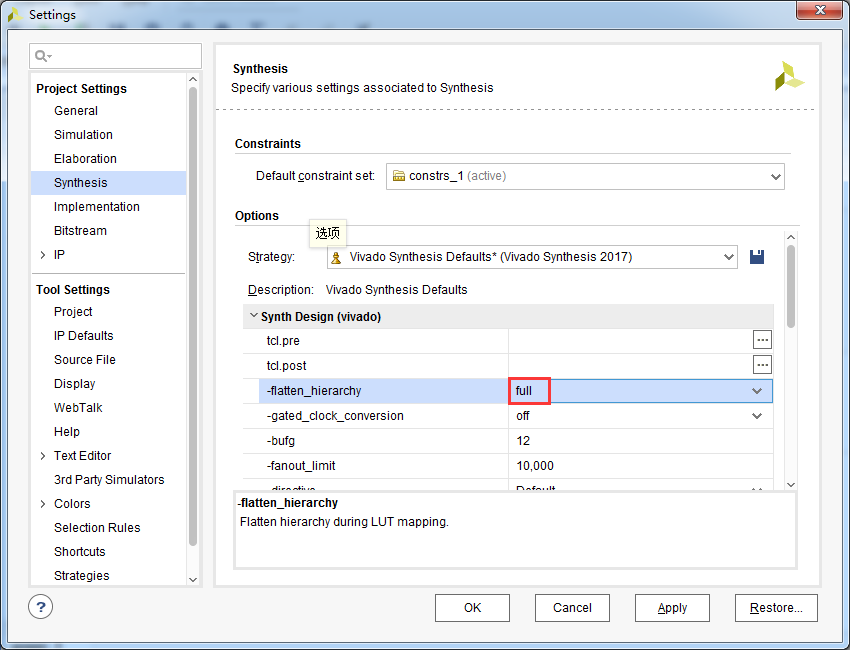 Settings
Project Settings
General
Simulation
Elaboration
Synthesis
Implementation
Bitstream
IP
Tool Settings
Project
IP Defaults
Source File
Display
WebTalk
Help
Text Editor
3rd Party Simulators
Colors
Selection Rules
Shortcuts
Strategies
Synthesis
Specify various settings associated to Synthesis
Constraints
Default constraint set: constrs_1 (active)
Options
选项
Strategy: Vivado Synthesis Defaults* (Vivado Synthesis 2017)
Description: Vivado Synthesis Defaults
Synth Design (vivado)
tcl.pre ...
tcl.post ...
-flatten_hierarchy full
-gated_clock_conversion off
-bufg 12
-fanout_limit 10,000
-directive Default
-flatten_hierarchy
Flatten hierarchy during LUT mapping.
? OK Cancel Apply Restore...